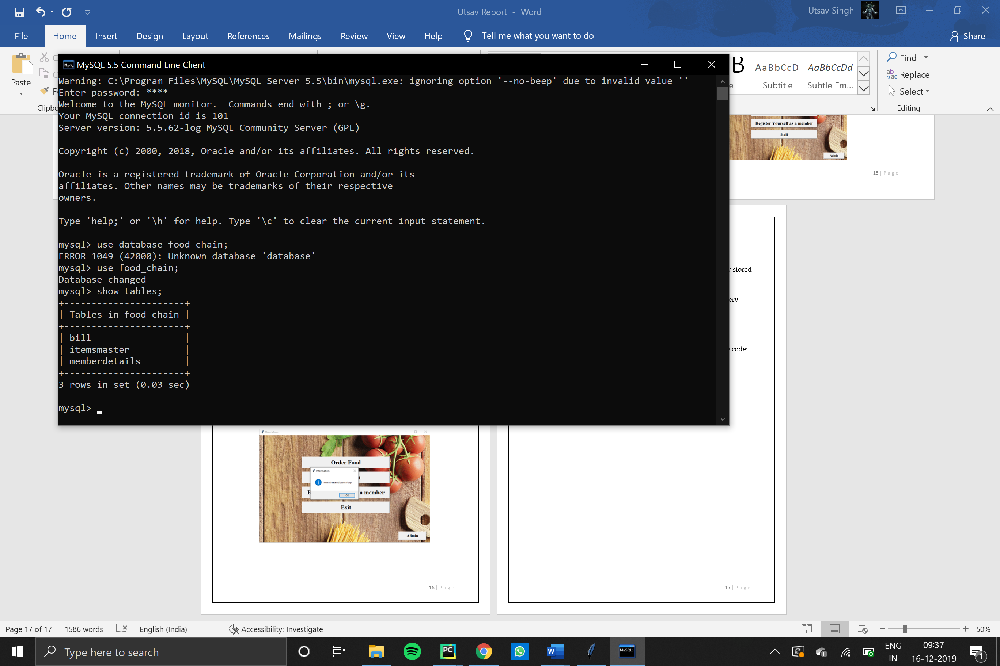 Utsav Report - Word
Utsav Singh
File Home Insert Design Layout References Mailings Review View Help Tell me what you want to do Share
Paste
Clipbo
B
AaBbCcD AaBbCcDd
Subtitle Subtle Em...
Find
Replace
Select
Editing
MySQL 5.5 Command Line Client
Warning: C:\Program Files\MySQL\MySQL Server 5.5\bin\mysql.exe: ignoring option '--no-beep' due to invalid value ''
Enter password: ****
Welcome to the MySQL monitor.  Commands end with ; or \g.
Your MySQL connection id is 101
Server version: 5.5.62-log MySQL Community Server (GPL)
Copyright (c) 2000, 2018, Oracle and/or its affiliates. All rights reserved.
Oracle is a registered trademark of Oracle Corporation and/or its
affiliates. Other names may be trademarks of their respective
owners.
Type 'help;' or '\h' for help. Type '\c' to clear the current input statement.
mysql> use database food_chain;
ERROR 1049 (42000): Unknown database 'database'
mysql> use food_chain;
Database changed
mysql> show tables;
+----------------------+
| Tables_in_food_chain |
+----------------------+
| bill                 |
| itemsmaster          |
| memberdetails        |
+----------------------+
3 rows in set (0.03 sec)
mysql>
Register Yourself as a member
Exit
Admin
15 | Page
stored
ery –
code:
Main Menu
Order Food
Information
Item Created Successfully!
OK
a member
Exit
Admin
16 | Page
17 | Page
Page 17 of 17 1586 words English (India) Accessibility: Investigate 50%
Type here to search
PC
W
MySQL>
ENG
IN
09:37
16-12-2019
1